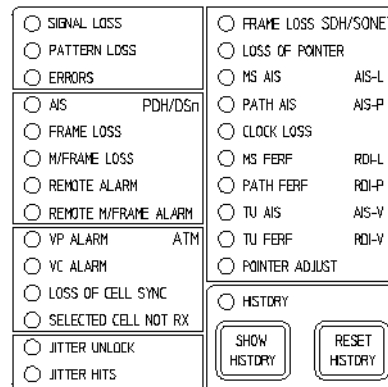 SIGNAL LOSS
PATTERN LOSS
ERRORS
AIS PDH/DSn
FRAME LOSS
M/FRAME LOSS
REMOTE ALARM
REMOTE M/FRAME ALARM
VP ALARM ATM
VC ALARM
LOSS OF CELL SYNC
SELECTED CELL NOT RX
JITTER UNLOCK
JITTER HITS
FRAME LOSS SDH/SONET
LOSS OF POINTER
MS AIS AIS-L
PATH AIS AIS-P
CLOCK LOSS
MS FERF RDI-L
PATH FERF RDI-P
TU AIS AIS-V
TU FERF RDI-V
POINTER ADJUST
HISTORY
SHOW
HISTORY
RESET
HISTORY